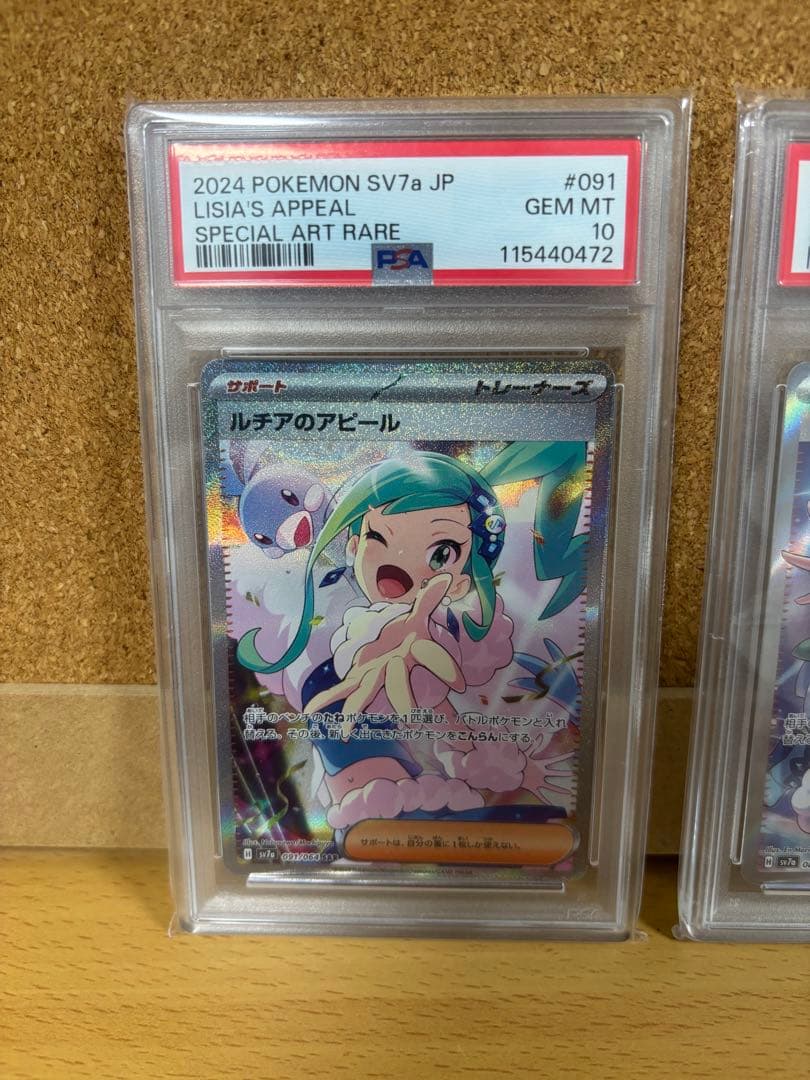 2024 POKEMON SV7a JP #091
LISIA'S APPEAL GEM MT
SPECIAL ART RARE 10
PSA 115440472
サポート トレーナーズ
ルチアのアピール
相手のベンチのたねポケモンを1匹選び、バトルポケモンと入れ
替える。その後、新しく出てきたポケモンをこんらんにする。
サポートは、自分の番に1枚しか使えない。
H sv7a 091/064 SAR
H sv7a